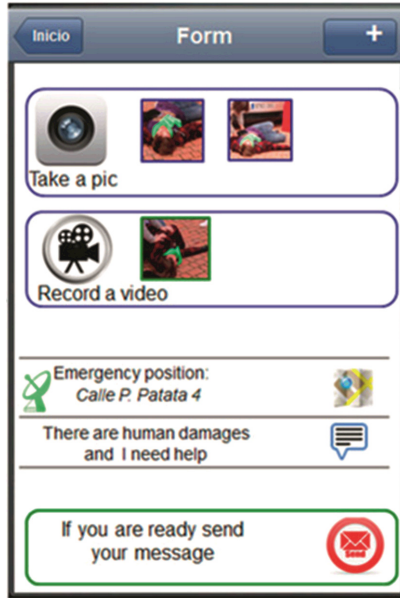 Inicio
Form
+
Take a pic
Record a video
Emergency position:
Calle P. Patata 4
There are human damages
and I need help
If you are ready send
your message
Send